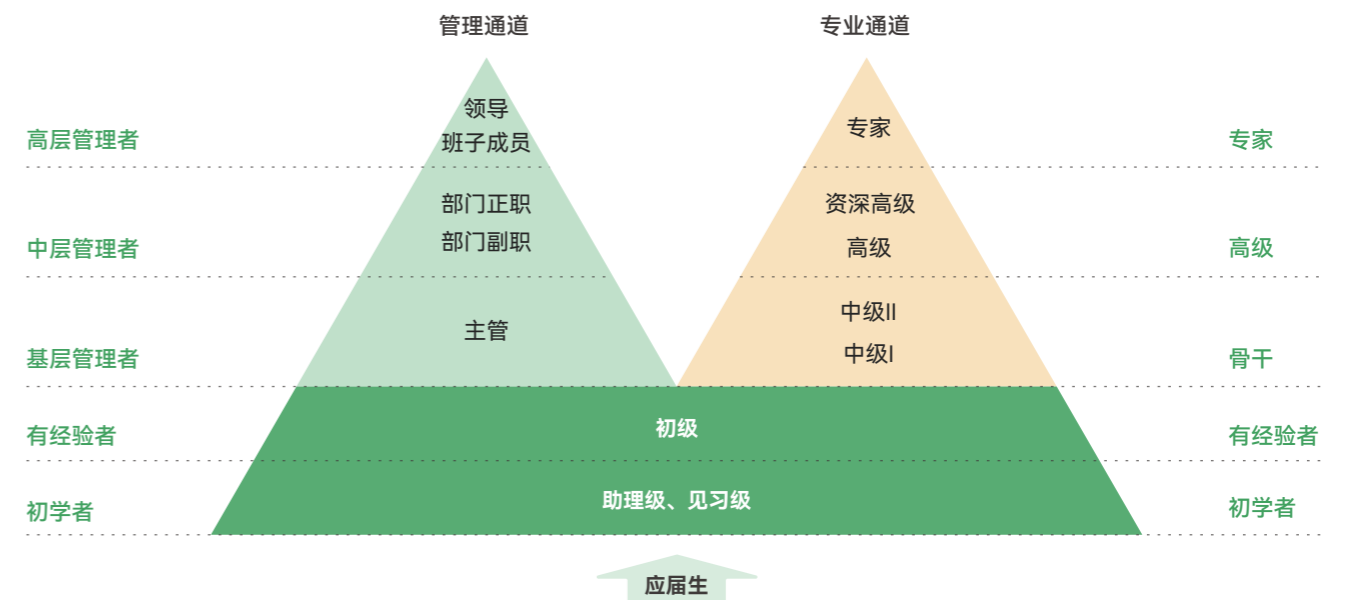 管理通道
专业通道
领导
班子成员
专家
高层管理者
专家
部门正职
部门副职
资深高级
高级
中层管理者
高级
主管
中级II
中级I
基层管理者
骨干
初级
有经验者
有经验者
助理级、见习级
初学者
初学者
应届生